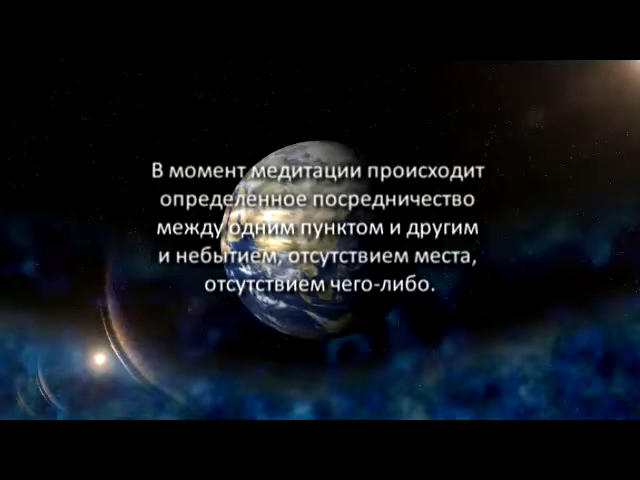 В момент медитации происходит
определенное посредничество
между одним пунктом и другим
и небытием, отсутствием места,
отсутствием чего-либо.